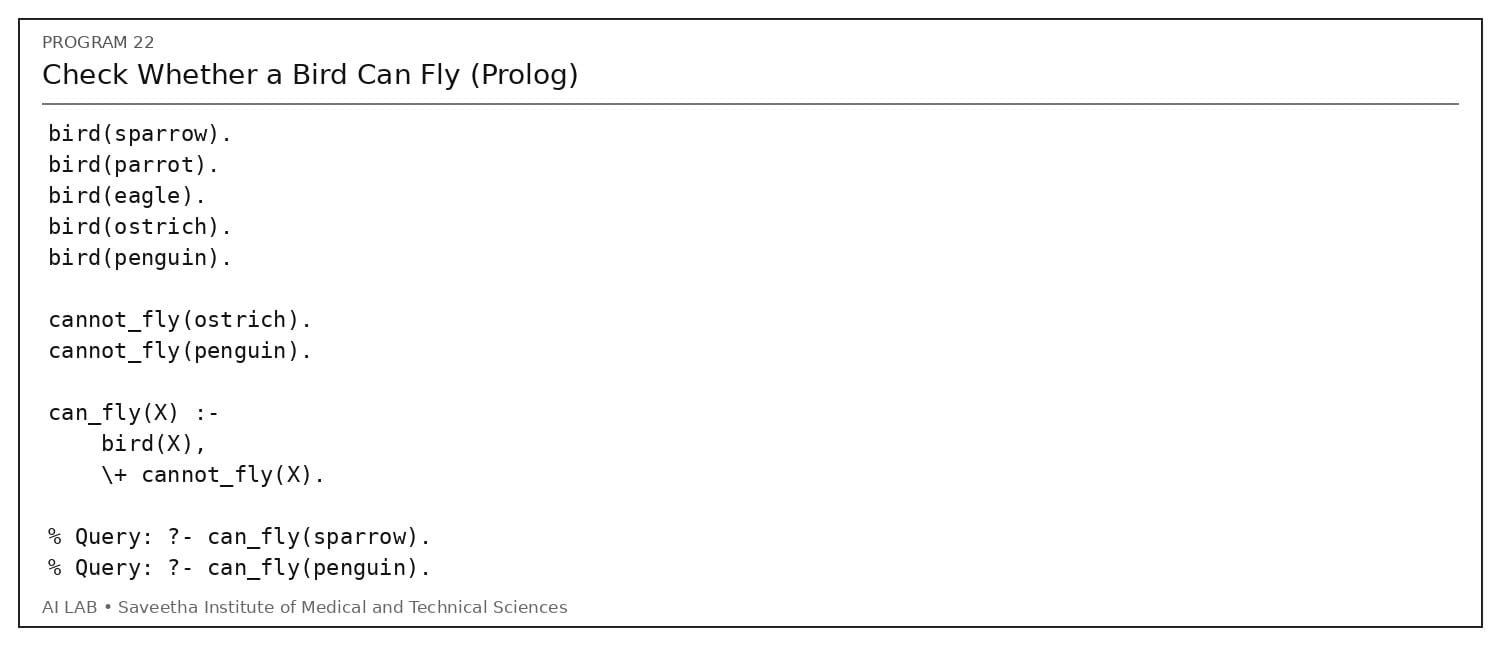 PROGRAM 22
Check Whether a Bird Can Fly (Prolog)
bird(sparrow).
bird(parrot).
bird(eagle).
bird(ostrich).
bird(penguin).
cannot_fly(ostrich).
cannot_fly(penguin).
can_fly(X) :-
    bird(X),
    \+ cannot_fly(X).
% Query: ?- can_fly(sparrow).
% Query: ?- can_fly(penguin).
AI LAB • Saveetha Institute of Medical and Technical Sciences